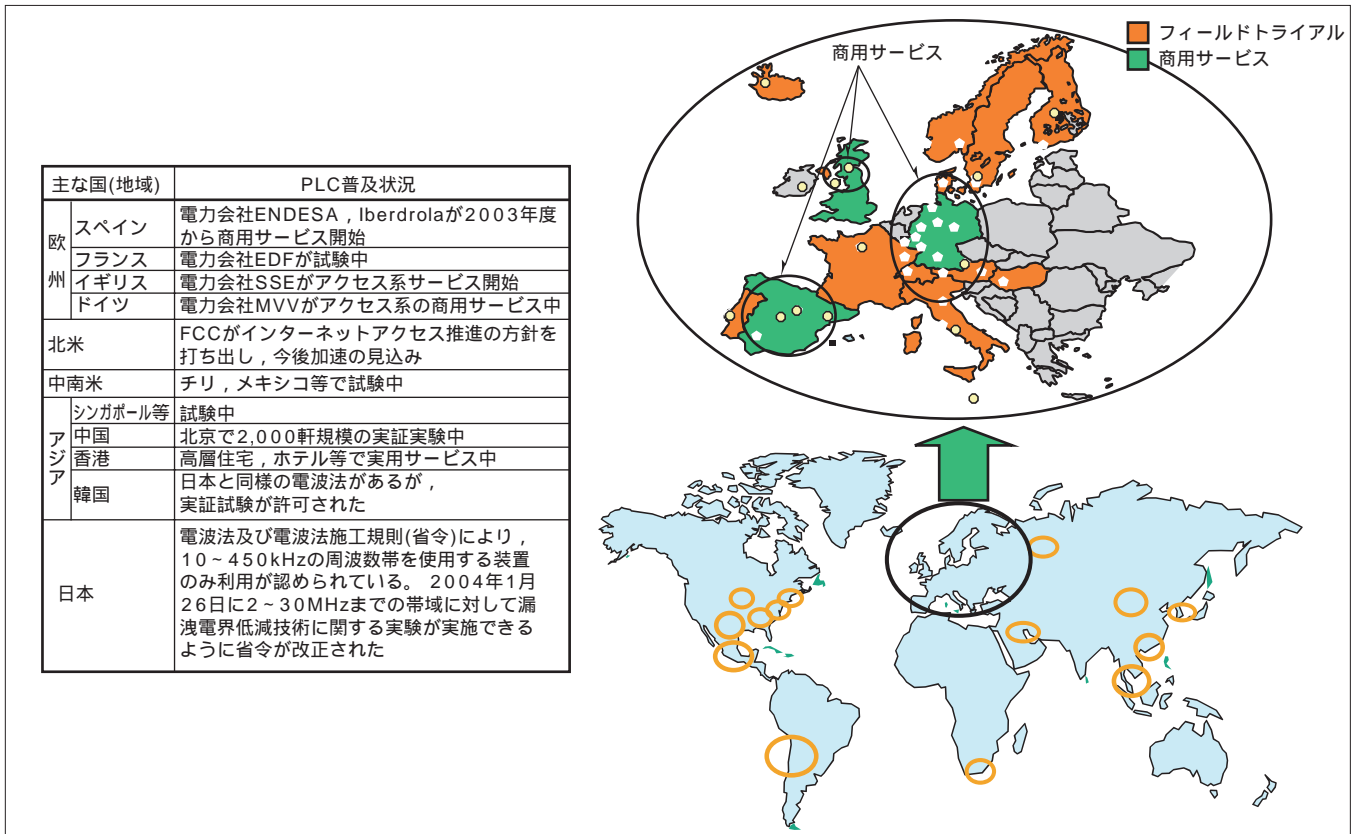 商用サービス
フィールドトライアル
商用サービス
主な国(地域) PLC普及状況
欧州
スペイン 電力会社ENDESA，Iberdrolaが2003年度
から商用サービス開始
フランス 電力会社EDFが試験中
イギリス 電力会社SSEがアクセス系サービス開始
ドイツ 電力会社MVVがアクセス系の商用サービス中
北米 FCCがインターネットアクセス推進の方針を
打ち出し，今後加速の見込み
中南米 チリ，メキシコ等で試験中
アジア
シンガポール等 試験中
中国 北京で2,000軒規模の実証実験中
香港 高層住宅，ホテル等で実用サービス中
韓国 日本と同様の電波法があるが，
実証試験が許可された
日本 電波法及び電波法施工規則(省令)により，
10～450kHzの周波数帯を使用する装置
のみ利用が認められている。 2004年1月
26日に2～30MHzまでの帯域に対して漏
洩電界低減技術に関する実験が実施できる
ように省令が改正された